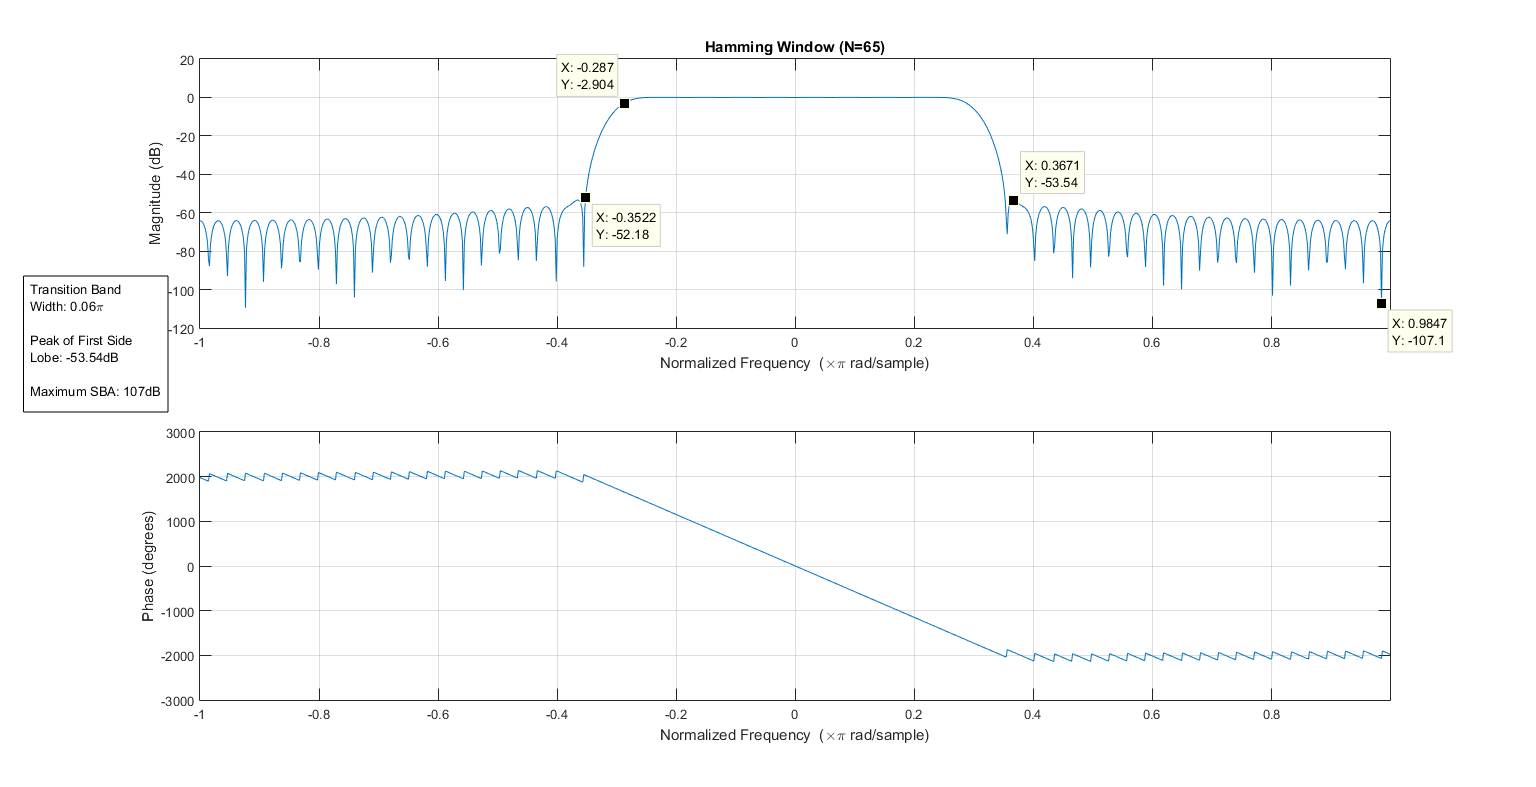 Hamming Window (N=65)
X: -0.287
Y: -2.904
20
0
-20
-40
-60
-80
-100
-120
Magnitude (dB)
X: 0.3671
Y: -53.54
X: -0.3522
Y: -52.18
X: 0.9847
Y: -107.1
-1
-0.8
-0.6
-0.4
-0.2
0
0.2
0.4
0.6
0.8
Normalized Frequency (×π rad/sample)
Transition Band
Width: 0.06π
Peak of First Side
Lobe: -53.54dB
Maximum SBA: 107dB
3000
2000
1000
0
-1000
-2000
-3000
Phase (degrees)
-1
-0.8
-0.6
-0.4
-0.2
0
0.2
0.4
0.6
0.8
Normalized Frequency (×π rad/sample)